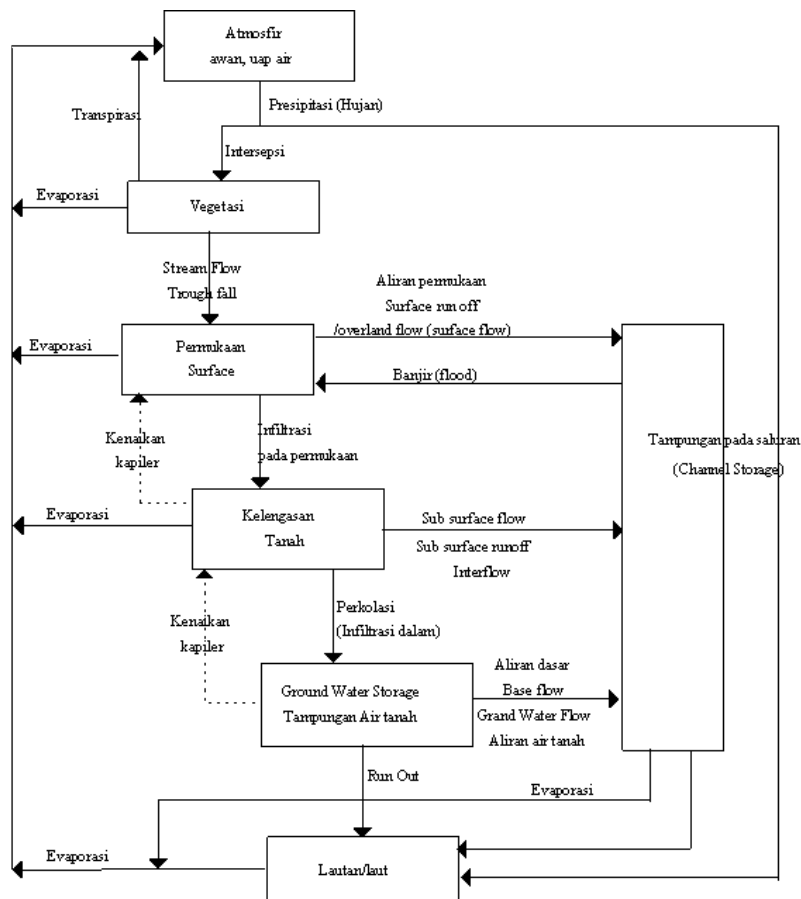 Atmosfir
awan, uap air
Presipitasi (Hujan)
Transpirasi
Intersepsi
Evaporasi
Vegetasi
Stream Flow
Trough fall
Aliran permukaan
Surface run off
/overland flow (surface flow)
Evaporasi
Permukaan
Surface
Banjir (flood)
Kenaikan
kapiler
Infiltrasi
pada permukaan
Tampungan pada saluran
(Channel Storage)
Evaporasi
Kelengasan
Tanah
Sub surface flow
Sub surface runoff
Interflow
Kenaikan
kapiler
Perkolasi
(Infiltrasi dalam)
Ground Water Storage
Tampungan Air tanah
Aliran dasar
Base flow
Grand Water Flow
Aliran air tanah
Run Out
Evaporasi
Evaporasi
Lautan/laut